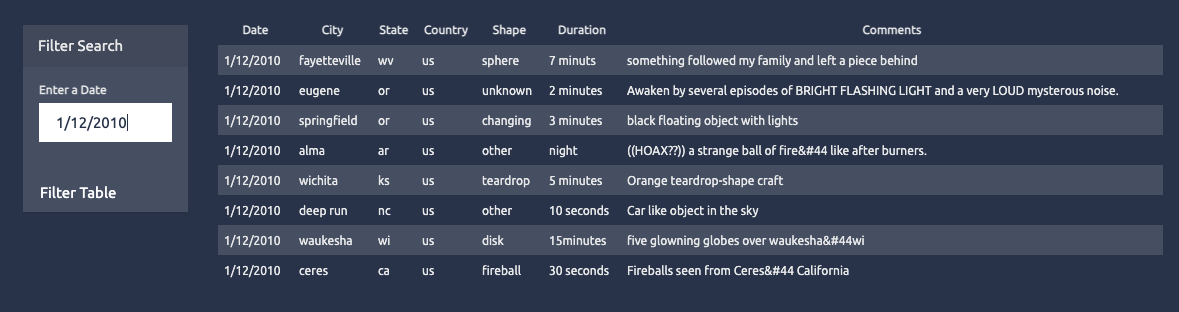 Filter Search
Enter a Date
1/12/2010
Filter Table
Date City State Country Shape Duration Comments
1/12/2010 fayetteville wv us sphere 7 minuts something followed my family and left a piece behind
1/12/2010 eugene or us unknown 2 minutes Awaken by several episodes of BRIGHT FLASHING LIGHT and a very LOUD mysterous noise.
1/12/2010 springfield or us changing 3 minutes black floating object with lights
1/12/2010 alma ar us other night ((HOAX??)) a strange ball of fire&#44 like after burners.
1/12/2010 wichita ks us teardrop 5 minutes Orange teardrop-shape craft
1/12/2010 deep run nc us other 10 seconds Car like object in the sky
1/12/2010 waukesha wi us disk 15minutes five glowning globes over waukesha&#44wi
1/12/2010 ceres ca us fireball 30 seconds Fireballs seen from Ceres&#44 California